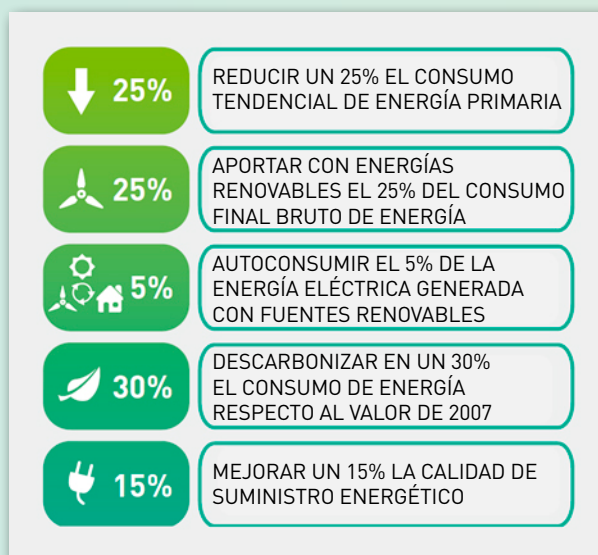 25%
REDUCIR UN 25% EL CONSUMO
TENDENCIAL DE ENERGÍA PRIMARIA
25%
APORTAR CON ENERGÍAS
RENOVABLES EL 25% DEL CONSUMO
FINAL BRUTO DE ENERGÍA
5%
AUTOCONSUMIR EL 5% DE LA
ENERGÍA ELÉCTRICA GENERADA
CON FUENTES RENOVABLES
30%
DESCARBONIZAR EN UN 30%
EL CONSUMO DE ENERGÍA
RESPECTO AL VALOR DE 2007
15%
MEJORAR UN 15% LA CALIDAD DE
SUMINISTRO ENERGÉTICO